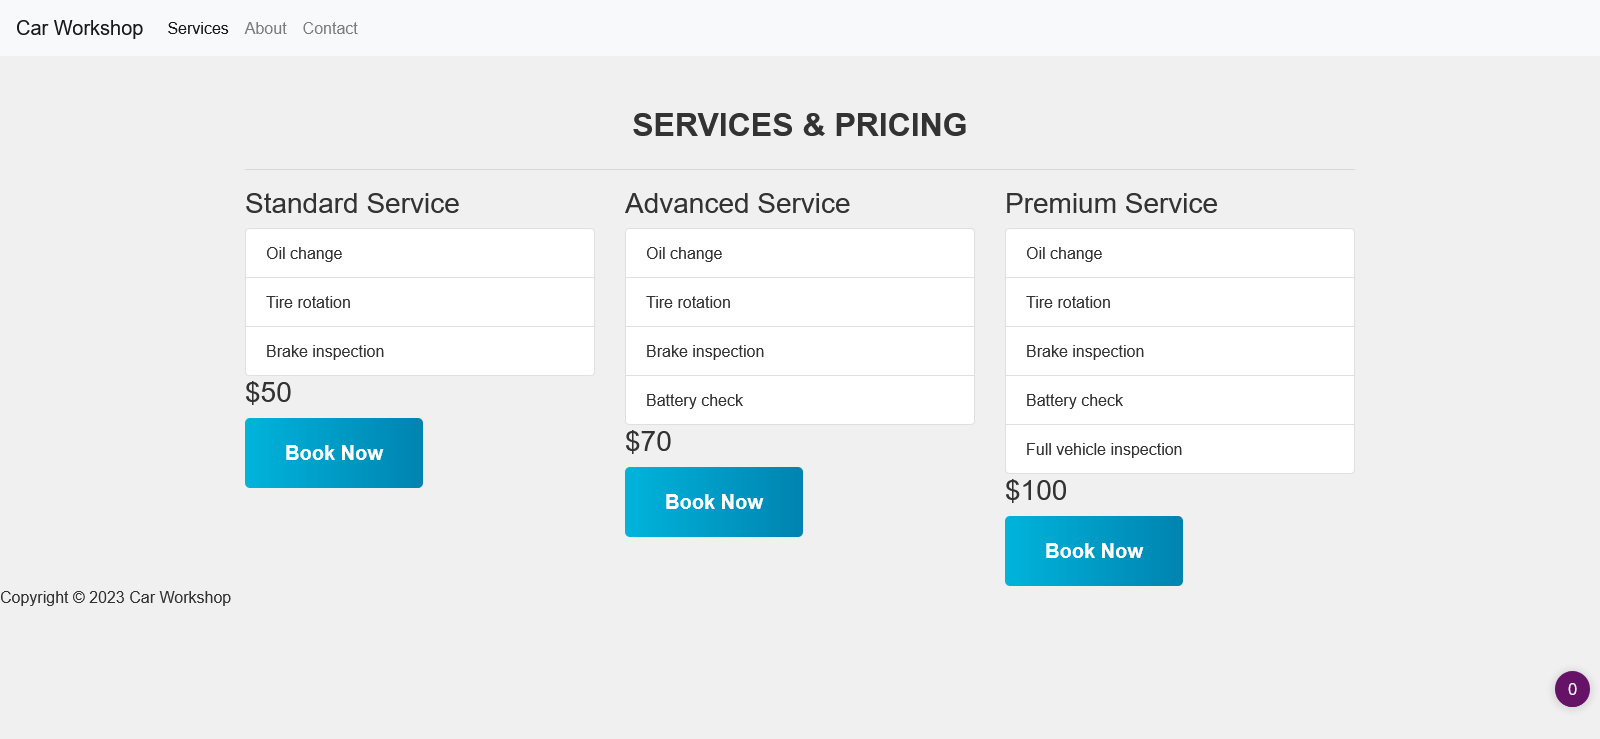 Car Workshop Services About Contact
SERVICES & PRICING
Standard Service
Oil change
Tire rotation
Brake inspection
$50
Book Now
Advanced Service
Oil change
Tire rotation
Brake inspection
Battery check
$70
Book Now
Premium Service
Oil change
Tire rotation
Brake inspection
Battery check
Full vehicle inspection
$100
Book Now
Copyright © 2023 Car Workshop
0